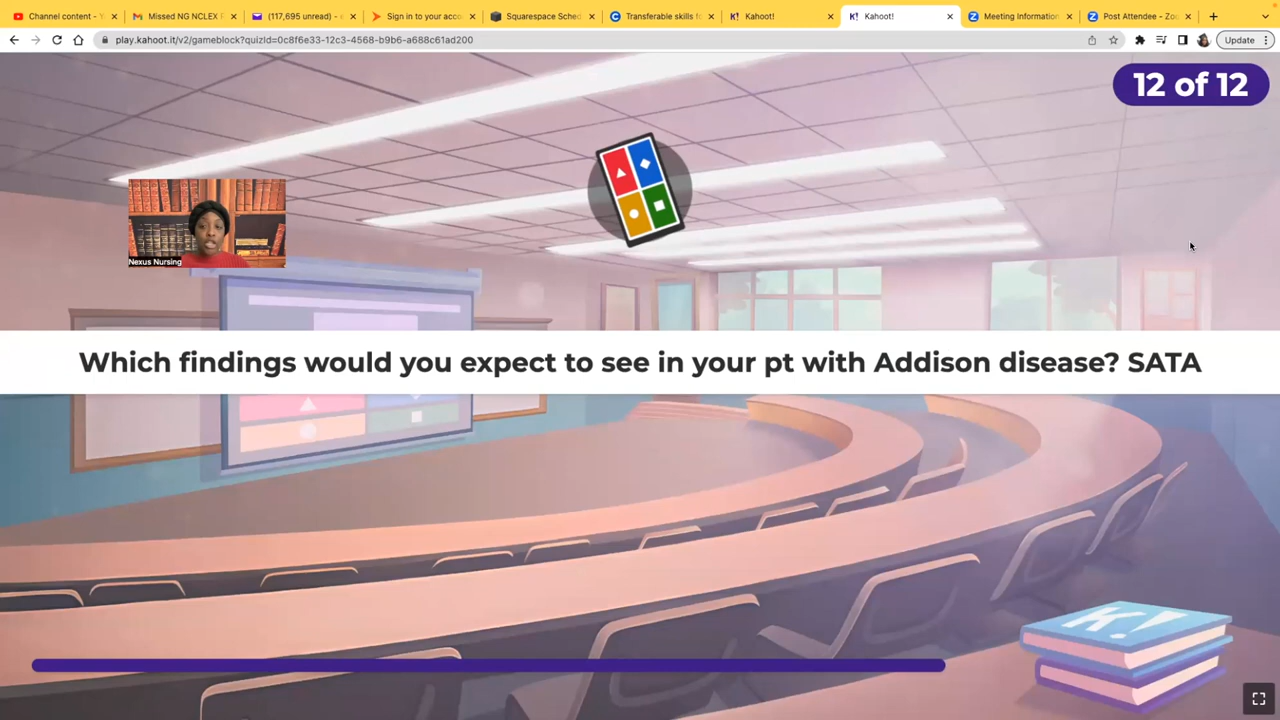 Channel content - Y
Missed NG NCLEX F
(117,695 unread) - e
Sign in to your acco
Squarespace Sched
Transferable skills fo
Kahoot!
Kahoot!
Meeting Information
Post Attendee - Zoo
play.kahoot.it/v2/gameblock?quizId=0c8f6e33-12c3-4568-b9b6-a688c61ad200
Update
12 of 12
Nexus Nursing
Which findings would you expect to see in your pt with Addison disease? SATA
K!